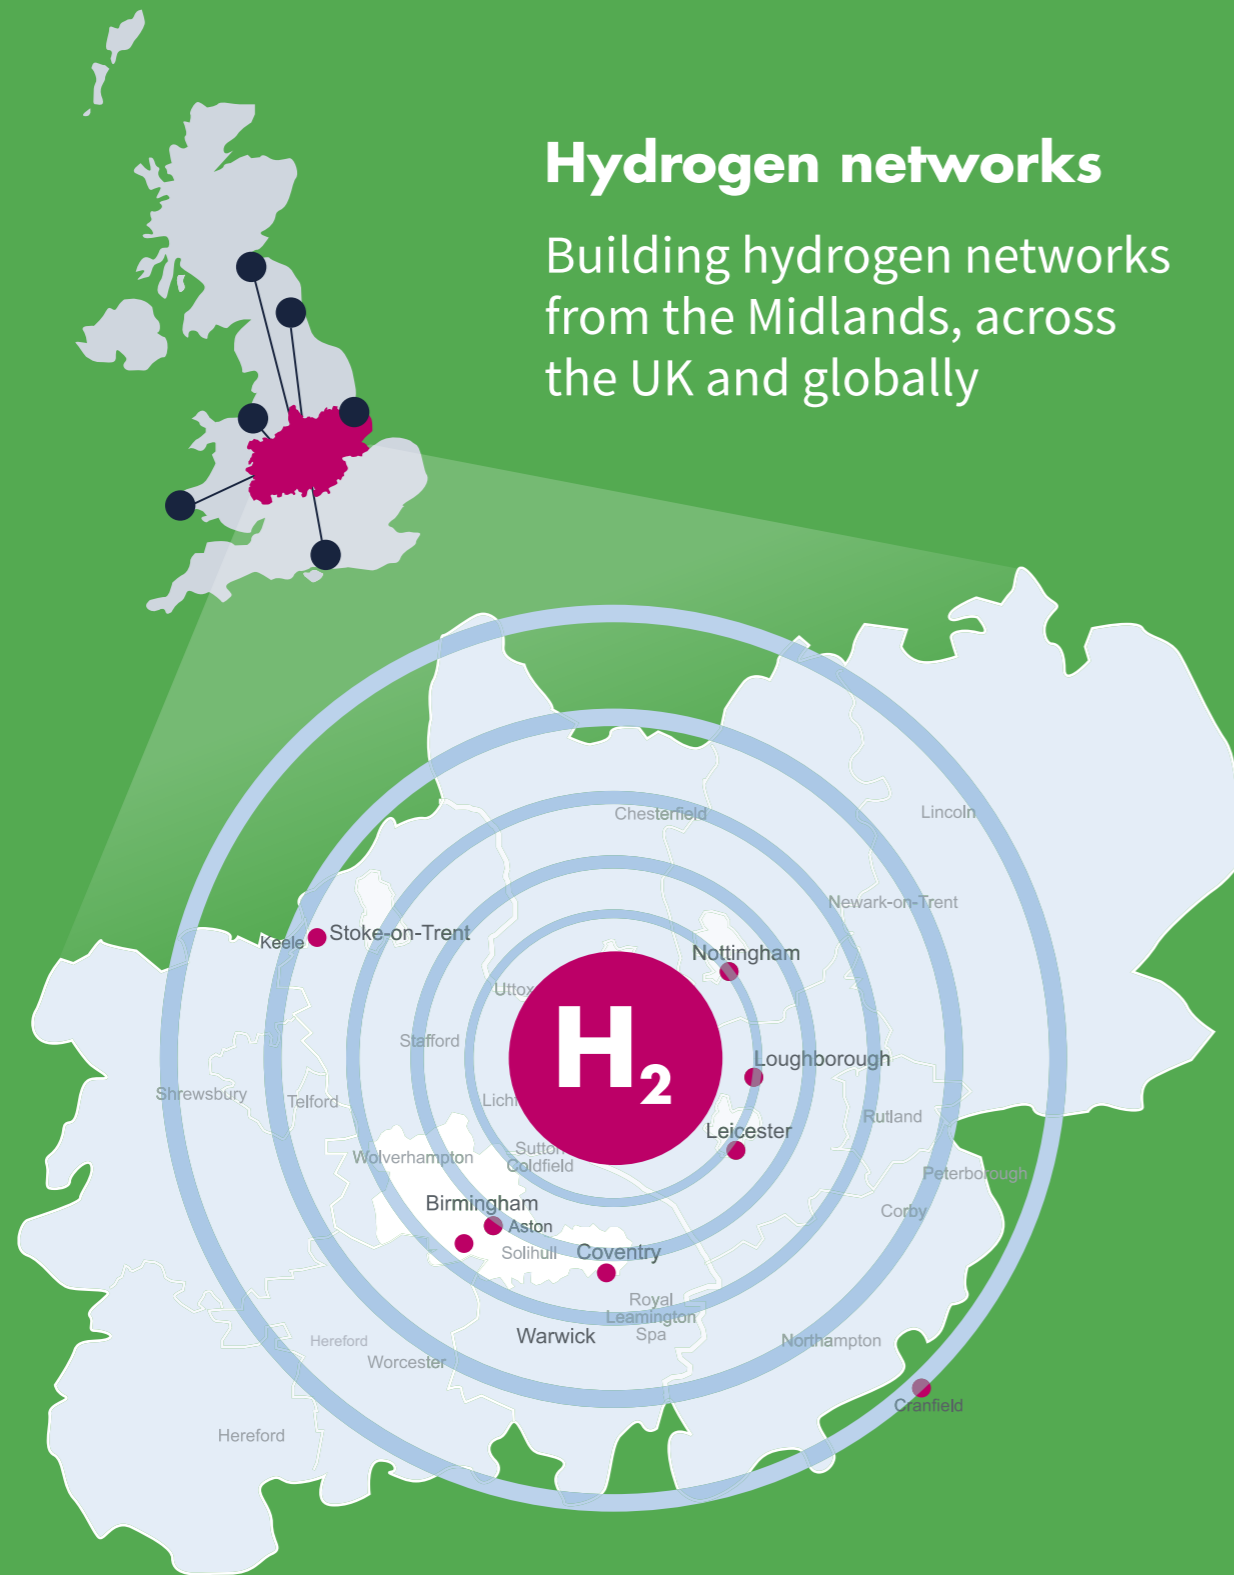 Hydrogen networks
Building hydrogen networks
from the Midlands, across
the UK and globally
Chesterfield
Lincoln
Newark-on-Trent
Keele
Stoke-on-Trent
Nottingham
Uttox
Stafford
H2
Loughborough
Shrewsbury
Telford
Lichf
Leicester
Rutland
Wolverhampton
Sutton
Coldfield
Peterborough
Birmingham
Corby
Aston
Solihull
Coventry
Royal
Leamington
Spa
Warwick
Hereford
Northampton
Worcester
Cranfield
Hereford